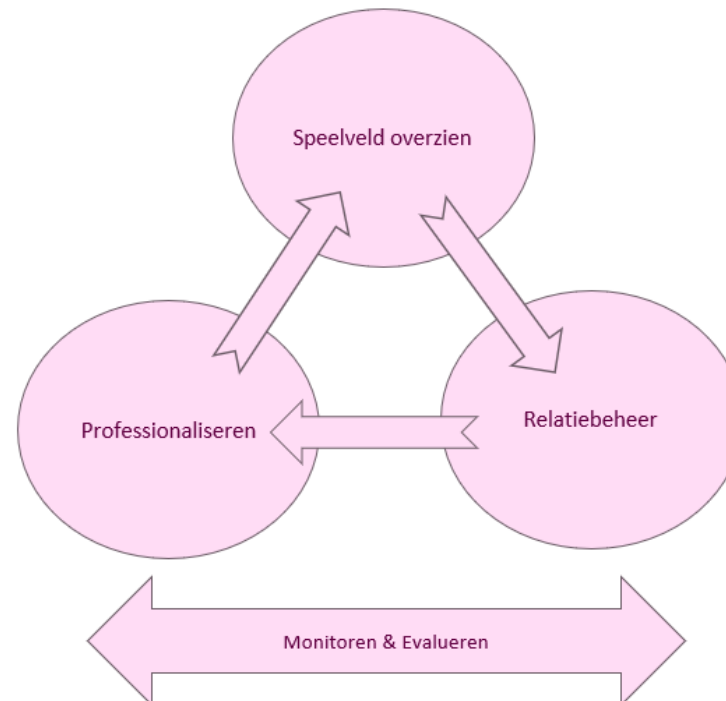 Speelveld overzien
Relatiebeheer
Professionaliseren
Monitoren & Evalueren